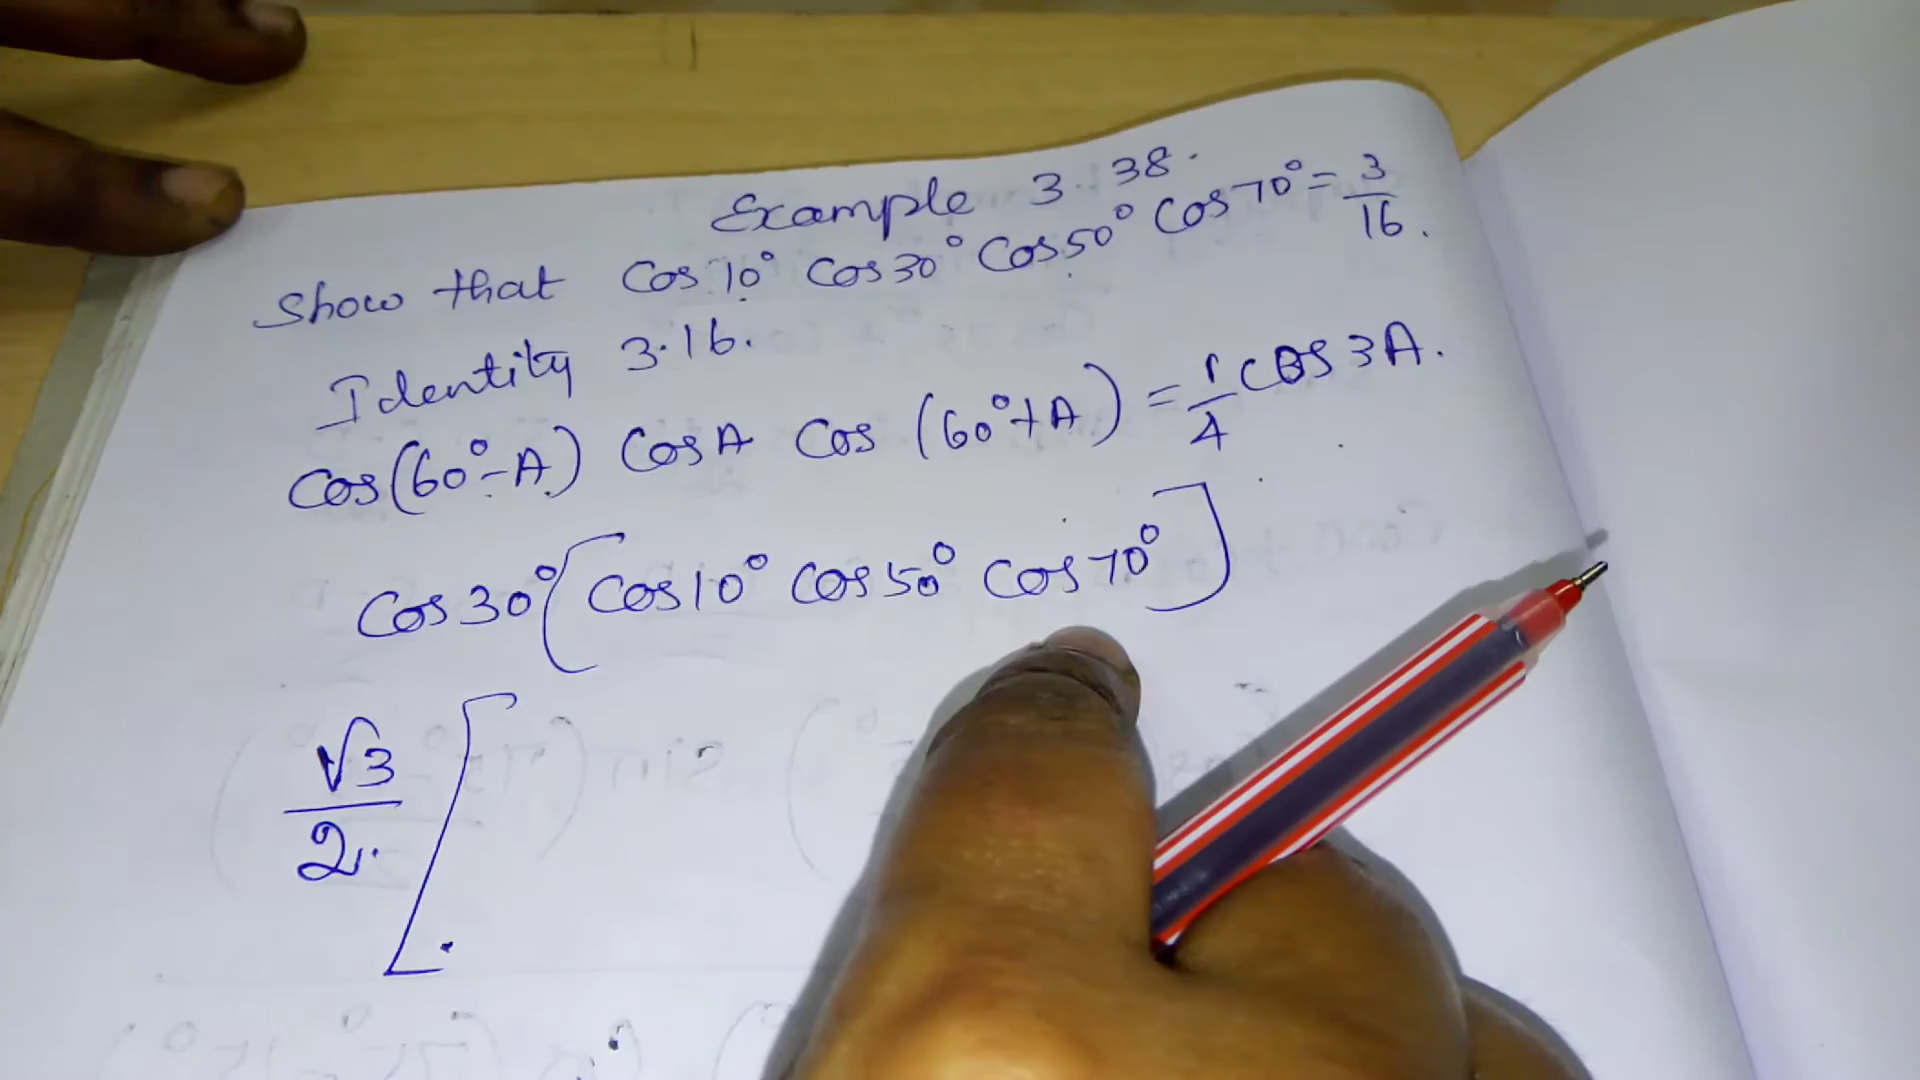 Example 3.38.
Show that Cos 10° Cos 30° Cos 50° Cos 70° = 3/16.
Identity 3.16.
Cos(60°-A) Cos A Cos (60°+A) = 1/4 Cos 3A.
Cos 30° [Cos 10° Cos 50° Cos 70°]
√3/2 [